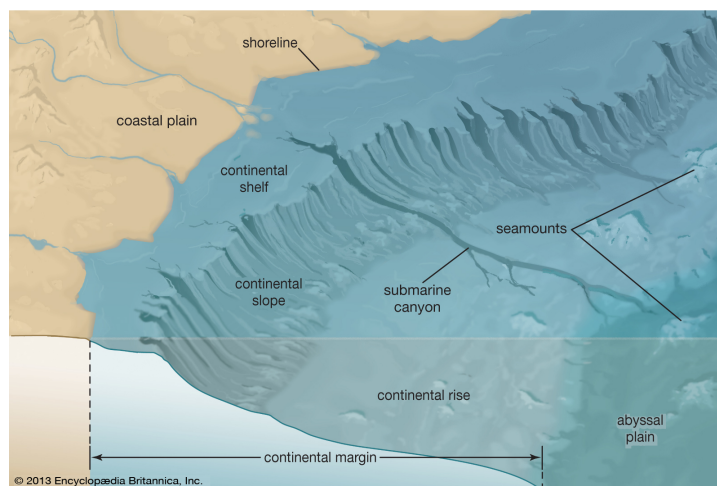 shoreline
coastal plain
continental
shelf
seamounts
continental
slope
submarine
canyon
continental rise
abyssal
plain
continental margin
© 2013 Encyclopædia Britannica, Inc.